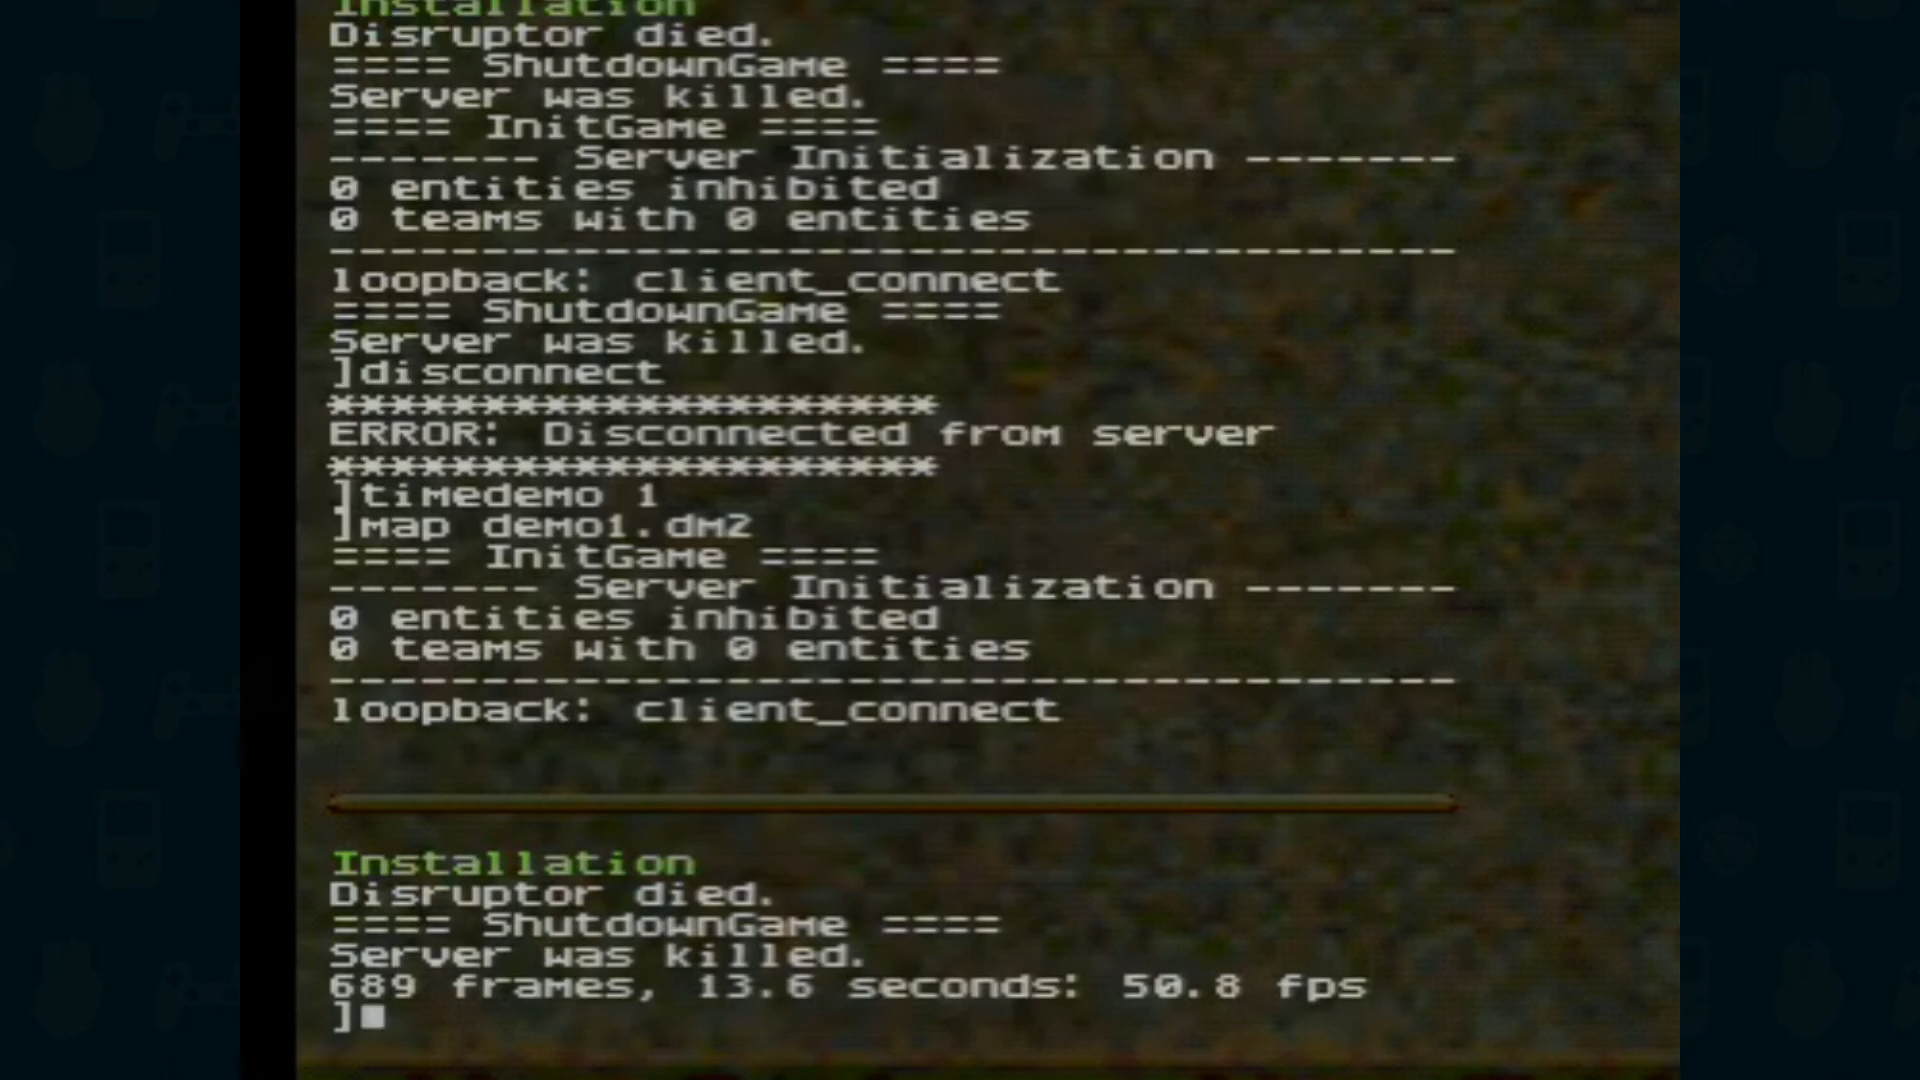 Installation
Disruptor died.
==== ShutdownGame ====
Server was killed.
==== InitGame ====
------- Server Initialization -------
0 entities inhibited
0 teams with 0 entities
-------------------------------------
loopback: client_connect
==== ShutdownGame ====
Server was killed.
]disconnect
********************
ERROR: Disconnected from server
********************
]timedemo 1
]map demo1.dm2
==== InitGame ====
------- Server Initialization -------
0 entities inhibited
0 teams with 0 entities
-------------------------------------
loopback: client_connect
Installation
Disruptor died.
==== ShutdownGame ====
Server was killed.
689 frames, 13.6 seconds: 50.8 fps
]